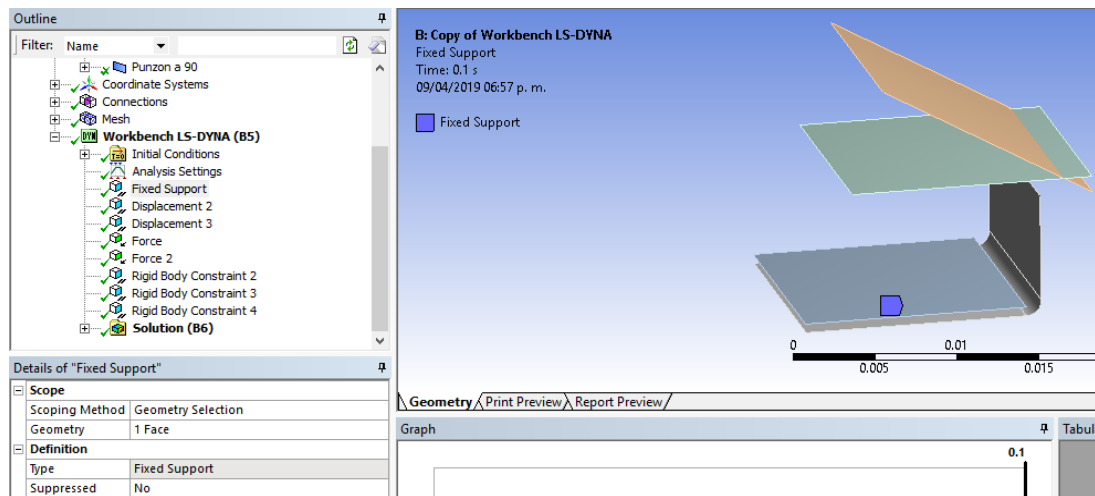 Outline
Filter: Name
Punzon a 90
Coordinate Systems
Connections
Mesh
Workbench LS-DYNA (B5)
Initial Conditions
Analysis Settings
Fixed Support
Displacement 2
Displacement 3
Force
Force 2
Rigid Body Constraint 2
Rigid Body Constraint 3
Rigid Body Constraint 4
Solution (B6)
Details of "Fixed Support"
Scope
Scoping Method Geometry Selection
Geometry 1 Face
Definition
Type Fixed Support
Suppressed No
B: Copy of Workbench LS-DYNA
Fixed Support
Time: 0.1 s
09/04/2019 06:57 p. m.
Fixed Support
0 0.01
0.005 0.015
Geometry Print Preview Report Preview
Graph
0.1
Tabul